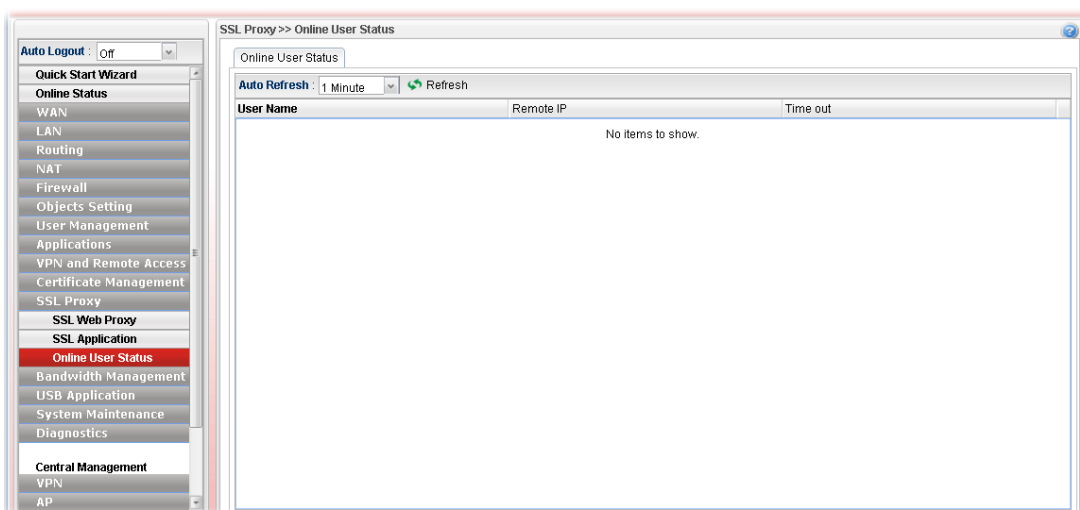 SSL Proxy >> Online User Status
Auto Logout : Off
Quick Start Wizard
Online Status
WAN
LAN
Routing
NAT
Firewall
Objects Setting
User Management
Applications
VPN and Remote Access
Certificate Management
SSL Proxy
SSL Web Proxy
SSL Application
Online User Status
Bandwidth Management
USB Application
System Maintenance
Diagnostics
Central Management
VPN
AP
Online User Status
Auto Refresh : 1 Minute Refresh
User Name Remote IP Time out
No items to show.